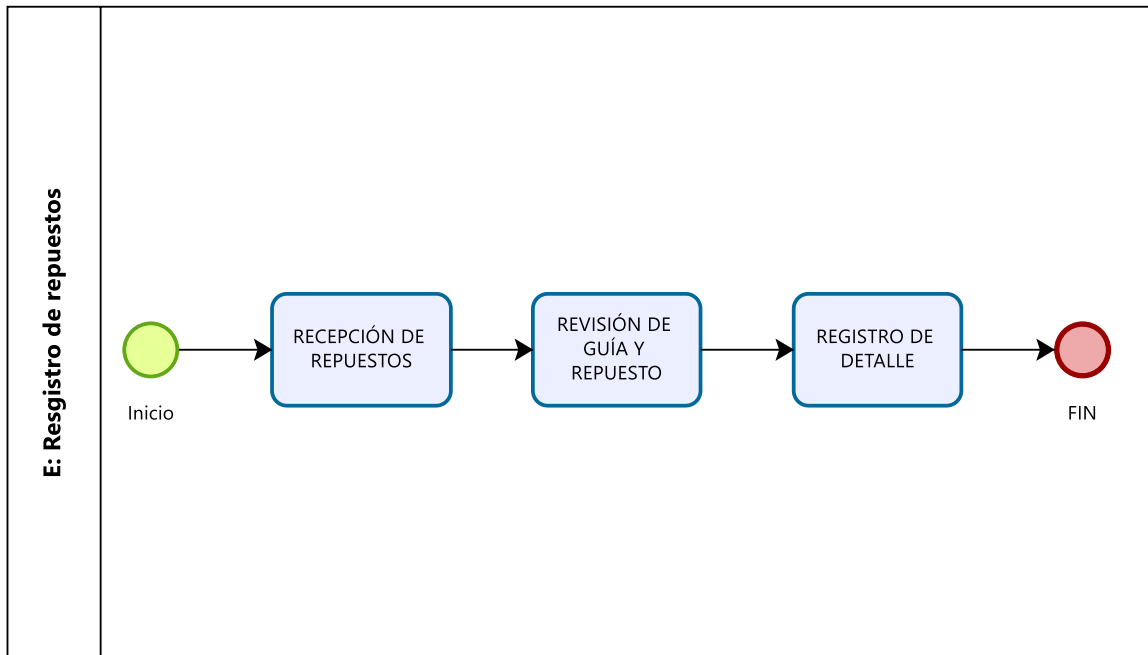 E: Resgistro de repuestos
Inicio
RECEPCIÓN DE
REPUESTOS
REVISIÓN DE
GUÍA Y
REPUESTO
REGISTRO DE
DETALLE
FIN